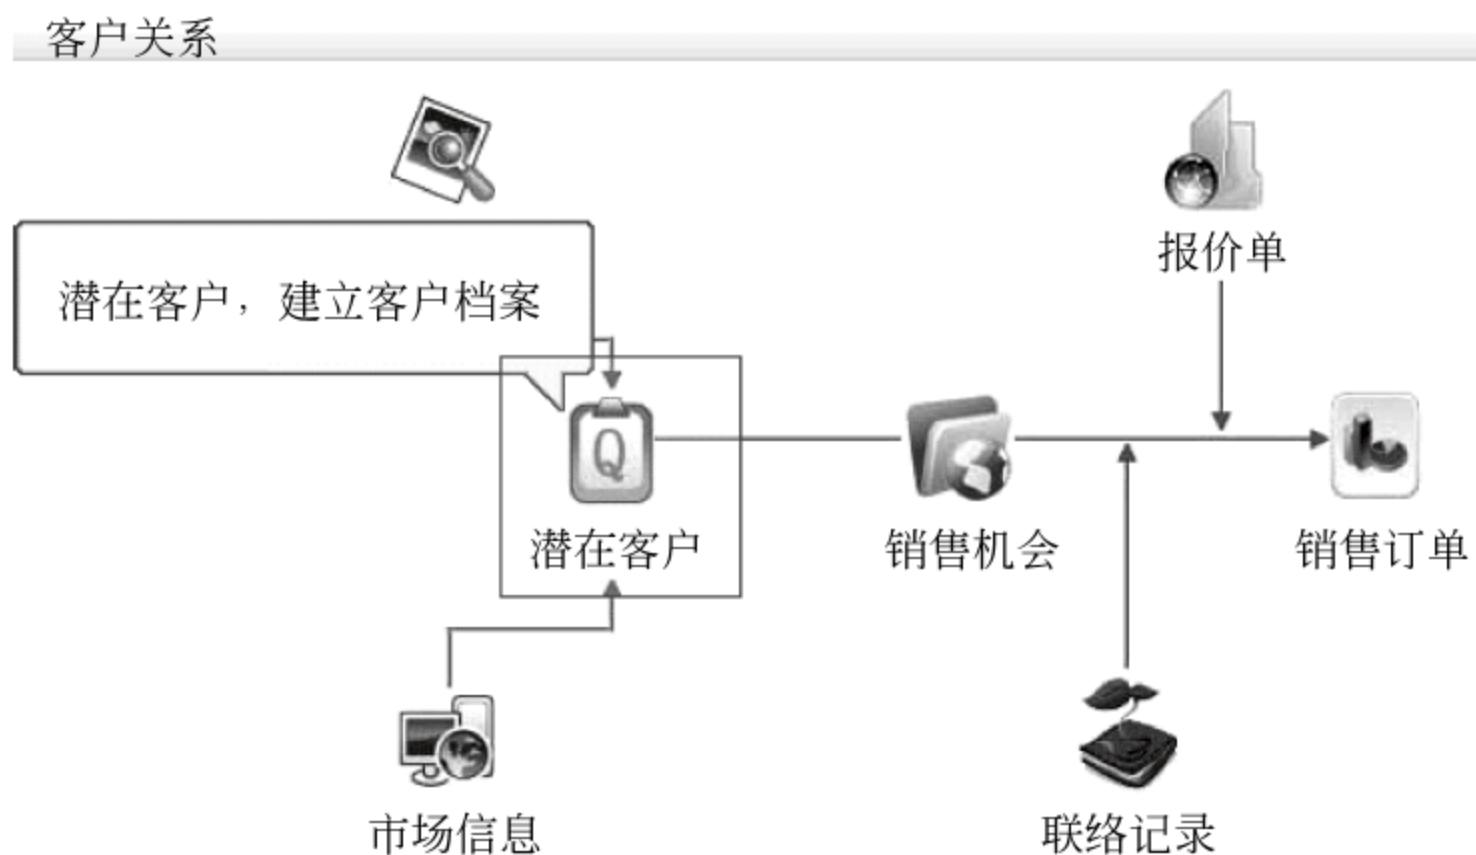 客户关系
报价单
潜在客户，建立客户档案
Q
潜在客户
销售机会
销售订单
市场信息
联络记录